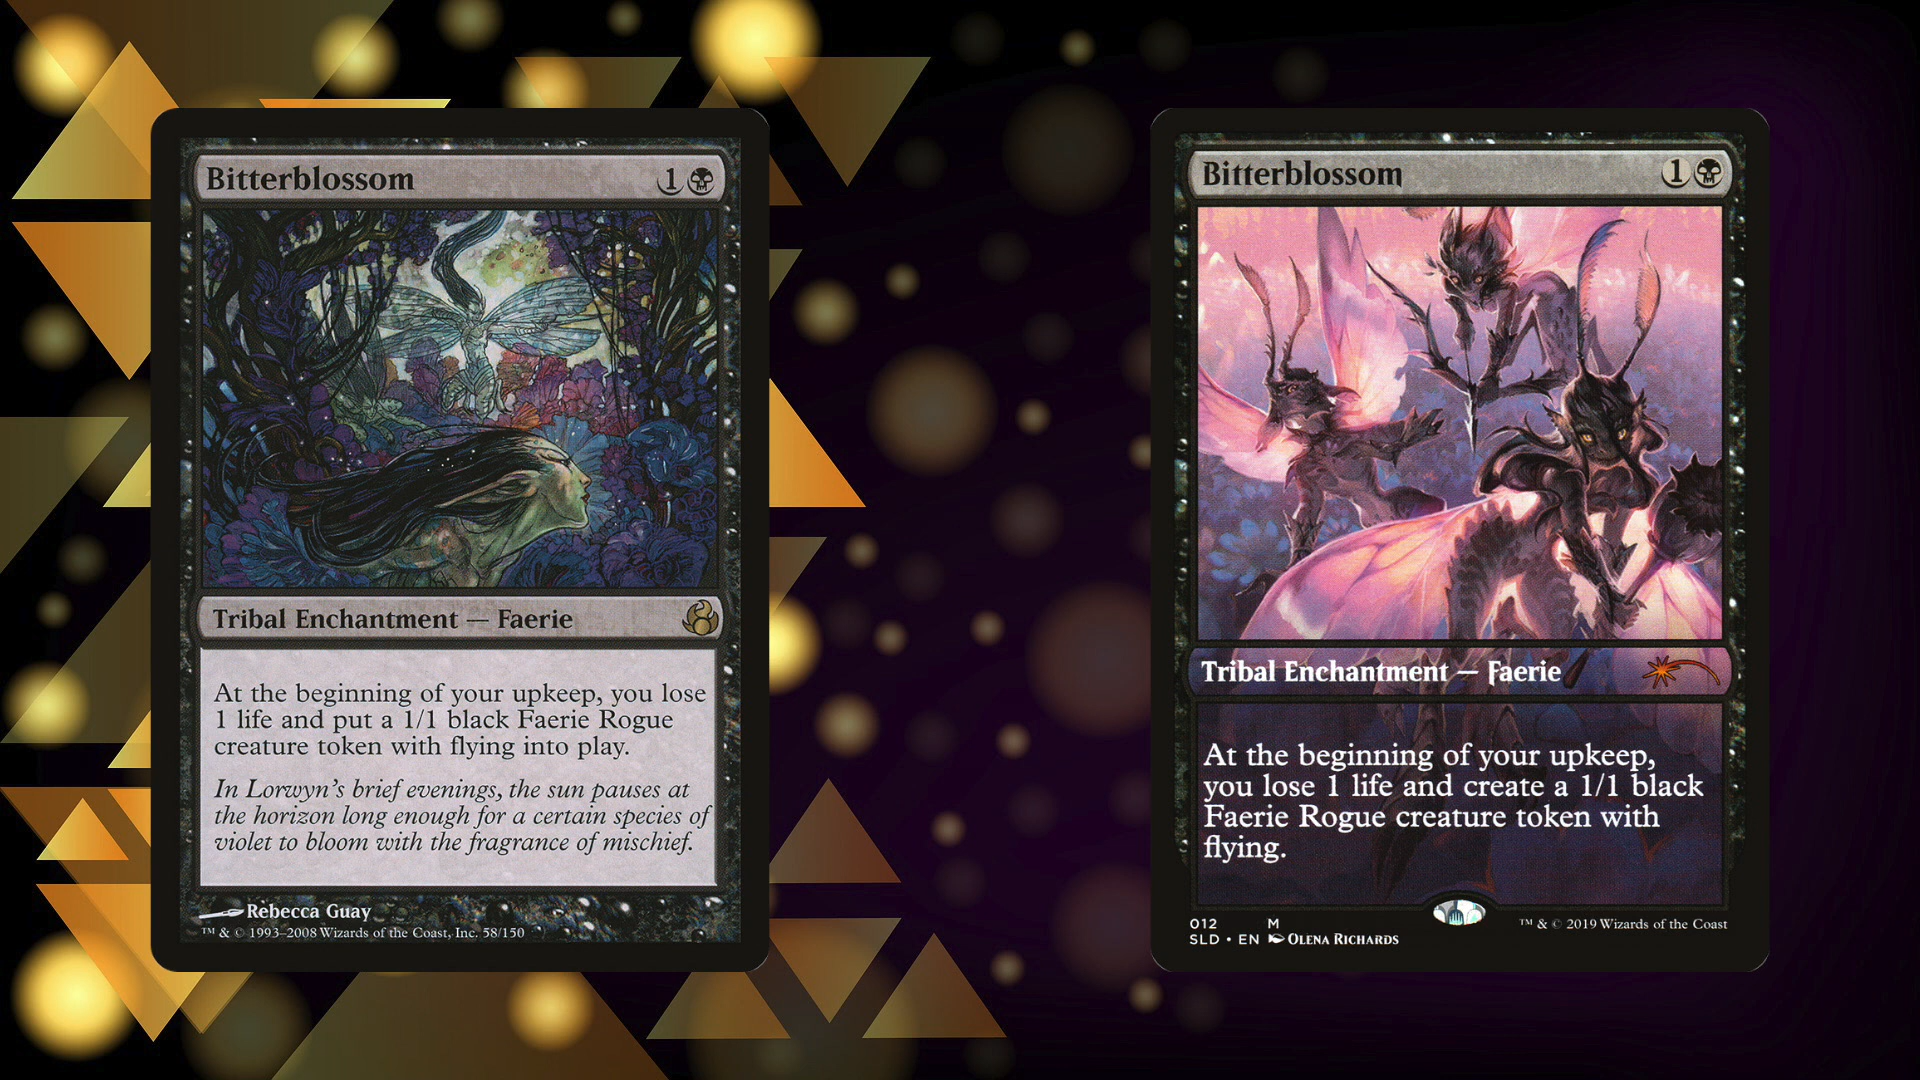 Bitterblossom 1
Tribal Enchantment — Faerie
At the beginning of your upkeep, you lose
1 life and put a 1/1 black Faerie Rogue
creature token with flying into play.
In Lorwyn's brief evenings, the sun pauses at
the horizon long enough for a certain species of
violet to bloom with the fragrance of mischief.
Rebecca Guay
™ & © 1993–2008 Wizards of the Coast, Inc. 58/150
Bitterblossom 1
Tribal Enchantment — Faerie
At the beginning of your upkeep,
you lose 1 life and create a 1/1 black
Faerie Rogue creature token with
flying.
012 M
SLD • EN Olena Richards
™ & © 2019 Wizards of the Coast